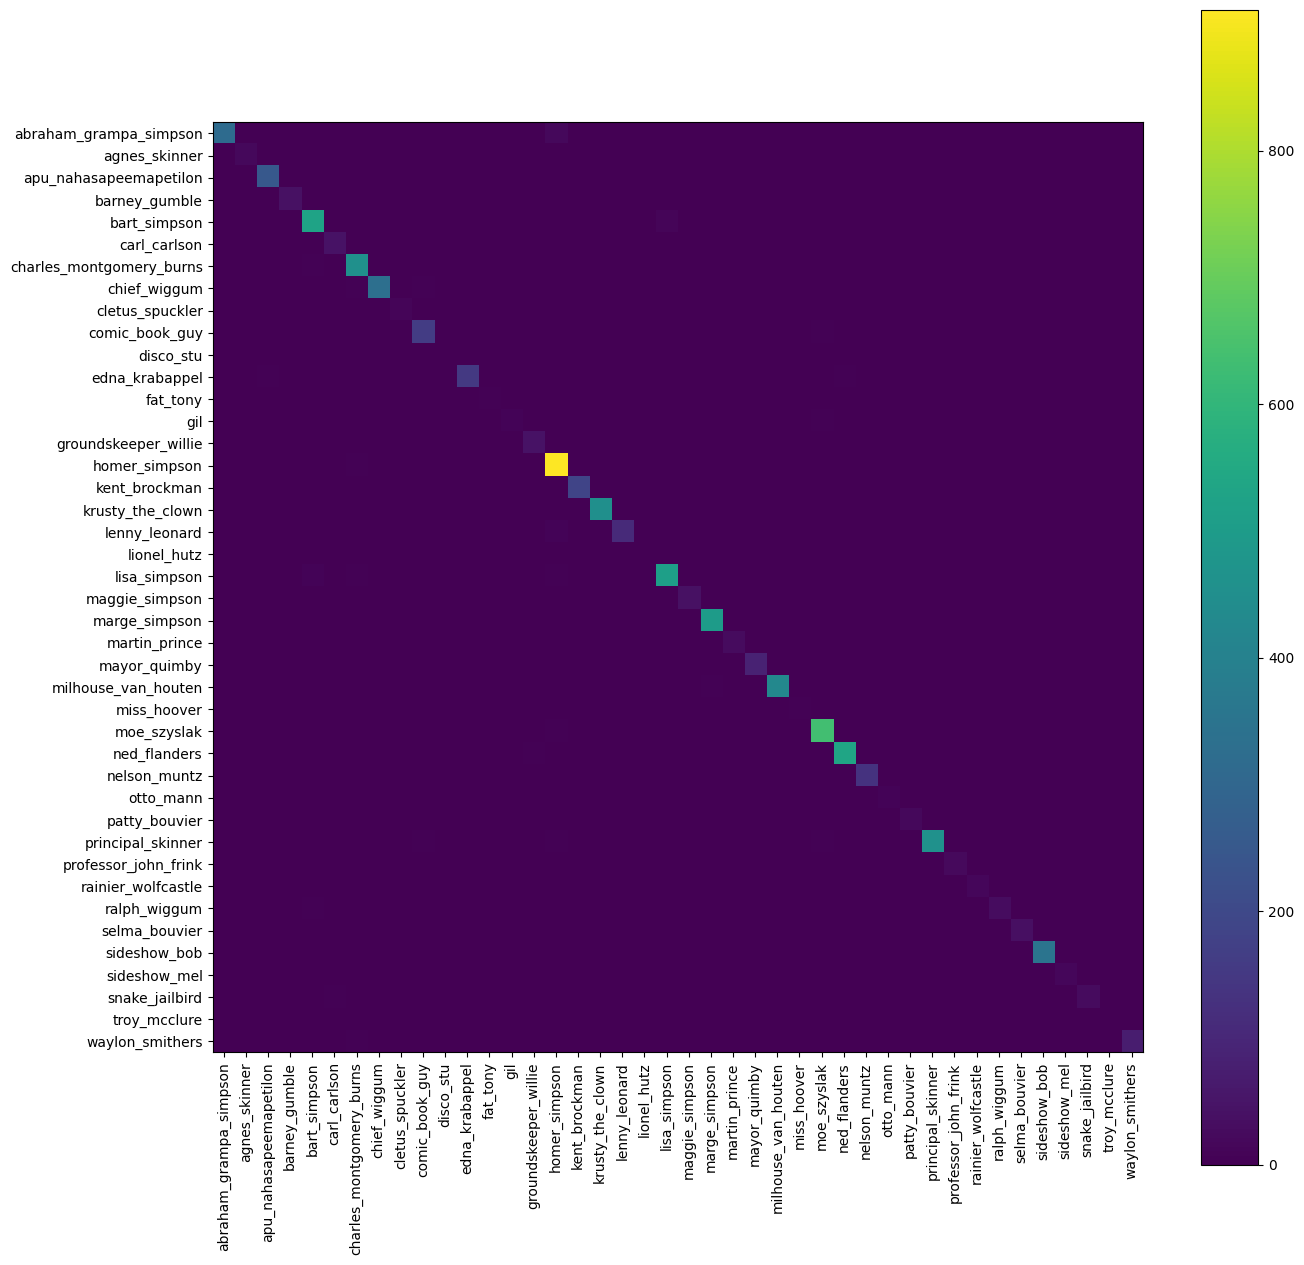 abraham_grampa_simpson
agnes_skinner
apu_nahasapeemapetilon
barney_gumble
bart_simpson
carl_carlson
charles_montgomery_burns
chief_wiggum
cletus_spuckler
comic_book_guy
disco_stu
edna_krabappel
fat_tony
gil
groundskeeper_willie
homer_simpson
kent_brockman
krusty_the_clown
lenny_leonard
lionel_hutz
lisa_simpson
maggie_simpson
marge_simpson
martin_prince
mayor_quimby
milhouse_van_houten
miss_hoover
moe_szyslak
ned_flanders
nelson_muntz
otto_mann
patty_bouvier
principal_skinner
professor_john_frink
rainier_wolfcastle
ralph_wiggum
selma_bouvier
sideshow_bob
sideshow_mel
snake_jailbird
troy_mcclure
waylon_smithers
abraham_grampa_simpson
agnes_skinner
apu_nahasapeemapetilon
barney_gumble
bart_simpson
carl_carlson
charles_montgomery_burns
chief_wiggum
cletus_spuckler
comic_book_guy
disco_stu
edna_krabappel
fat_tony
gil
groundskeeper_willie
homer_simpson
kent_brockman
krusty_the_clown
lenny_leonard
lionel_hutz
lisa_simpson
maggie_simpson
marge_simpson
martin_prince
mayor_quimby
milhouse_van_houten
miss_hoover
moe_szyslak
ned_flanders
nelson_muntz
otto_mann
patty_bouvier
principal_skinner
professor_john_frink
rainier_wolfcastle
ralph_wiggum
selma_bouvier
sideshow_bob
sideshow_mel
snake_jailbird
troy_mcclure
waylon_smithers
800
600
400
200
0